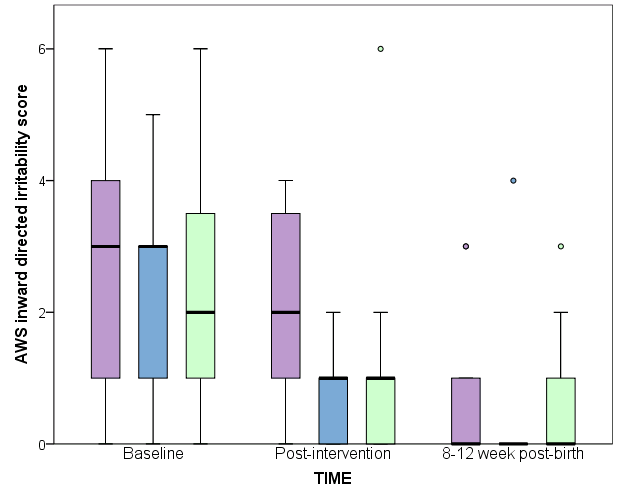 AWS inward directed irritability score
6
4
2
0
Baseline
Post-intervention
8-12 week post-birth
TIME